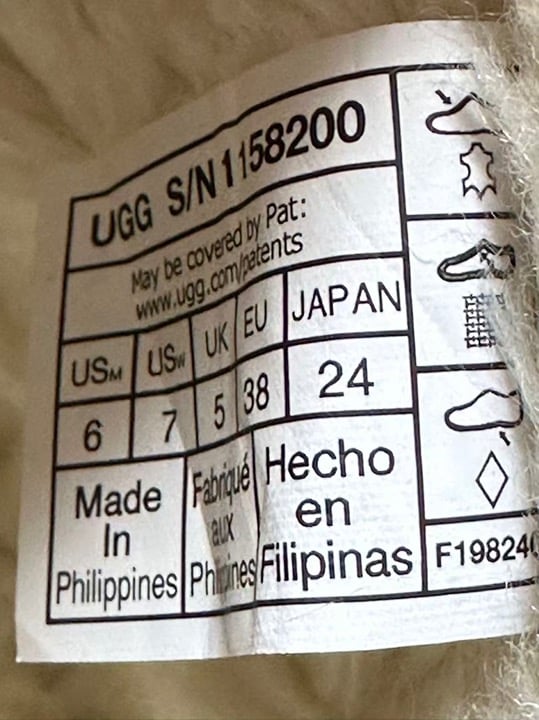 UGG S/N 1158200
May be covered by Pat:
www.ugg.com/patents
USM USW UK EU JAPAN
6 7 5 38 24
Made
In
Philippines
Fabriqué
aux
Philippines
Hecho
en
Filipinas
F19824